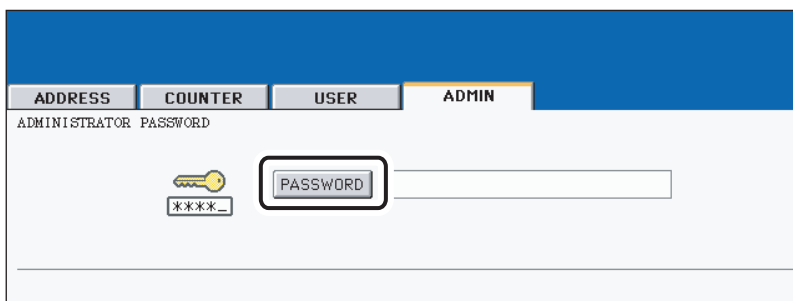 ADDRESS COUNTER USER ADMIN
ADMINISTRATOR PASSWORD
PASSWORD
****_